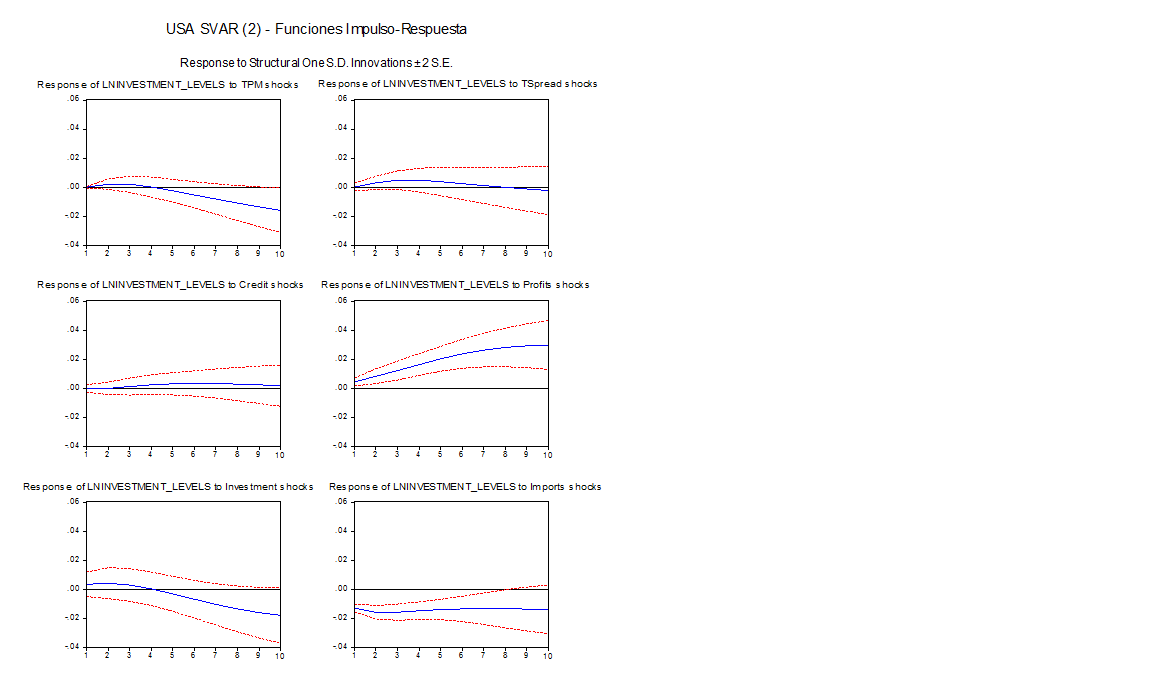 USA SVAR (2) - Funciones Impulso-Respuesta
Response to Structural One S.D. Innovations ± 2 S.E.
Response of LNINVESTMENT_LEVELS to TPM shocks
.06
.04
.02
.00
-.02
-.04
1 2 3 4 5 6 7 8 9 10
Response of LNINVESTMENT_LEVELS to TSpread shocks
.06
.04
.02
.00
-.02
-.04
1 2 3 4 5 6 7 8 9 10
Response of LNINVESTMENT_LEVELS to Credit shocks
.06
.04
.02
.00
-.02
-.04
1 2 3 4 5 6 7 8 9 10
Response of LNINVESTMENT_LEVELS to Profits shocks
.06
.04
.02
.00
-.02
-.04
1 2 3 4 5 6 7 8 9 10
Response of LNINVESTMENT_LEVELS to Investment shocks
.06
.04
.02
.00
-.02
-.04
1 2 3 4 5 6 7 8 9 10
Response of LNINVESTMENT_LEVELS to Imports shocks
.06
.04
.02
.00
-.02
-.04
1 2 3 4 5 6 7 8 9 10